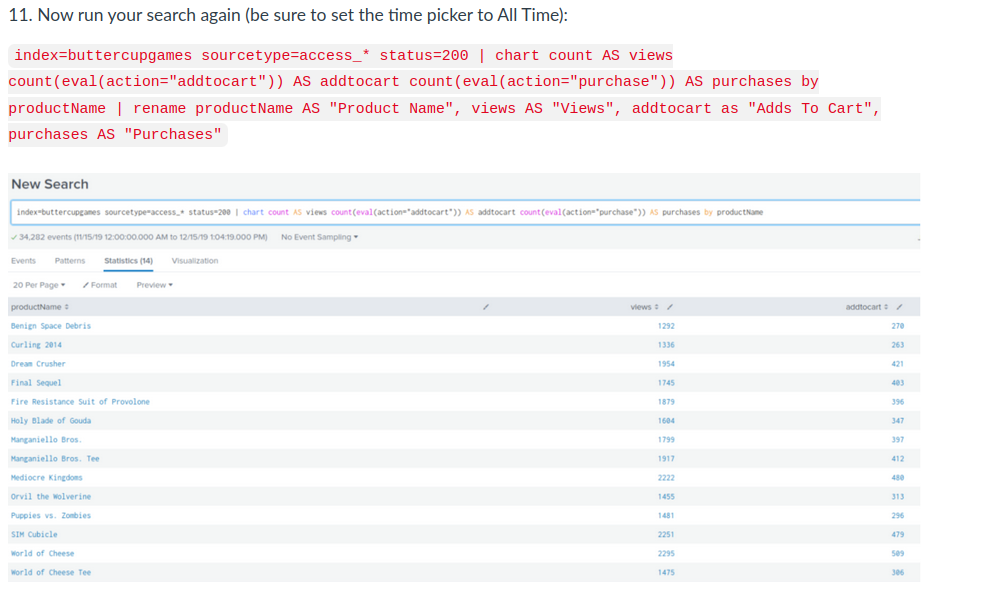 11. Now run your search again (be sure to set the time picker to All Time):
index=buttercupgames sourcetype=access_* status=200 | chart count AS views
count(eval(action="addtocart")) AS addtocart count(eval(action="purchase")) AS purchases by
productName | rename productName AS "Product Name", views AS "Views", addtocart as "Adds To Cart",
purchases AS "Purchases"
New Search
index=buttercupgames sourcetype=access_* status=200 | chart count AS views count(eval(action="addtocart")) AS addtocart count(eval(action="purchase")) AS purchases by productName
✓ 34,282 events (11/15/19 12:00:00.000 AM to 12/15/19 1:04:19.000 PM) No Event Sampling
Events Patterns Statistics (14) Visualization
20 Per Page Format Preview
productName views addtocart
Benign Space Debris 1292 270
Curling 2014 1336 263
Dream Crusher 1954 421
Final Sequel 1745 403
Fire Resistance Suit of Provolone 1879 396
Holy Blade of Gouda 1604 347
Manganiello Bros. 1799 397
Manganiello Bros. Tee 1917 412
Mediocre Kingdoms 2222 480
Orvil the Wolverine 1455 313
Puppies vs. Zombies 1481 296
SIM Cubicle 2251 479
World of Cheese 2295 509
World of Cheese Tee 1475 306